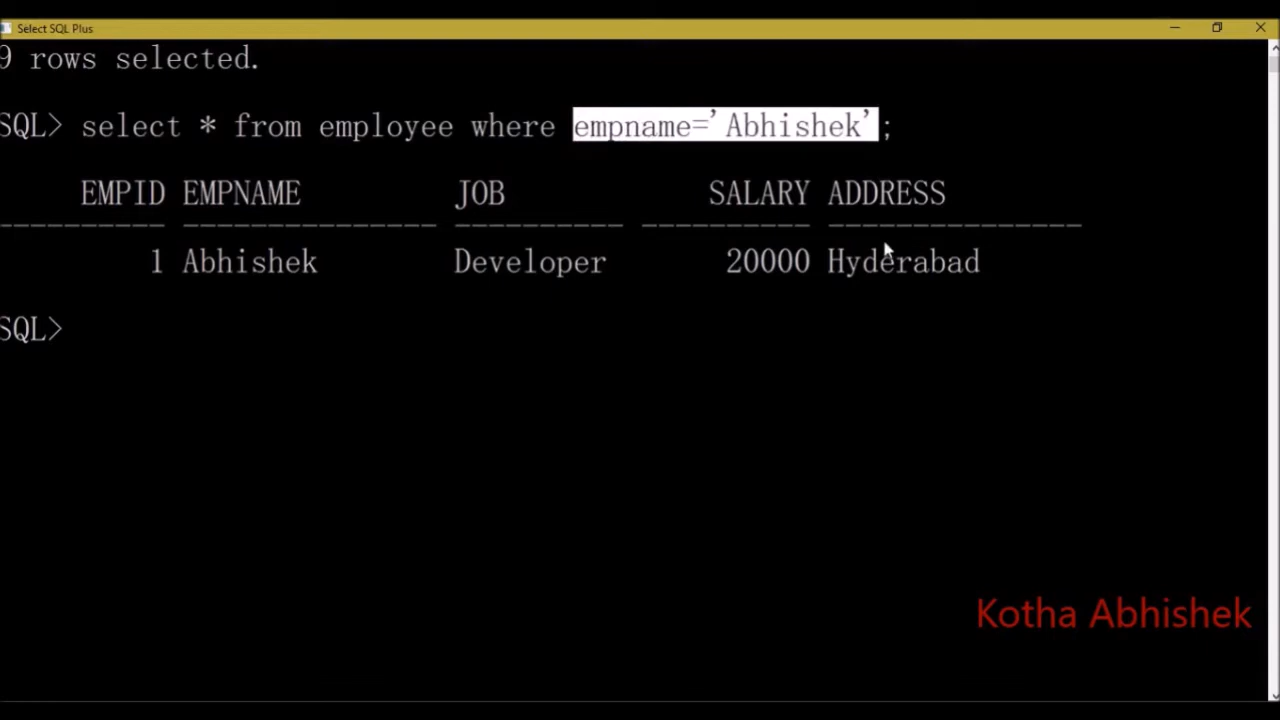 Select SQL Plus
9 rows selected.
SQL> select * from employee where empname='Abhishek';
EMPID EMPNAME JOB SALARY ADDRESS
---------- --------------- ---------- ---------- ---------------
1 Abhishek Developer 20000 Hyderabad
SQL>
Kotha Abhishek